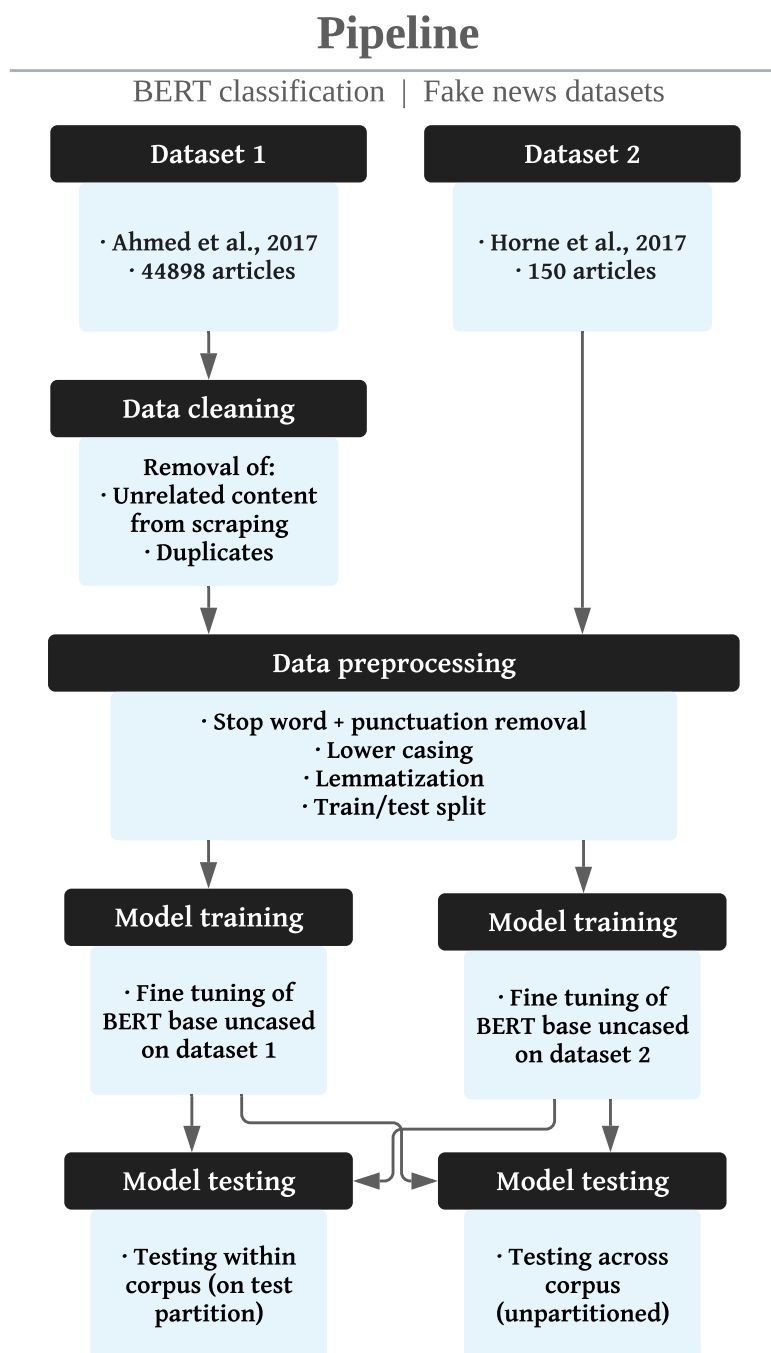 Pipeline
BERT classification | Fake news datasets
Dataset 1
· Ahmed et al., 2017
· 44898 articles
Dataset 2
· Horne et al., 2017
· 150 articles
Data cleaning
Removal of:
· Unrelated content
from scraping
· Duplicates
Data preprocessing
· Stop word + punctuation removal
· Lower casing
· Lemmatization
· Train/test split
Model training
· Fine tuning of
BERT base uncased
on dataset 1
Model training
· Fine tuning of
BERT base uncased
on dataset 2
Model testing
· Testing within
corpus (on test
partition)
Model testing
· Testing across
corpus
(unpartitioned)